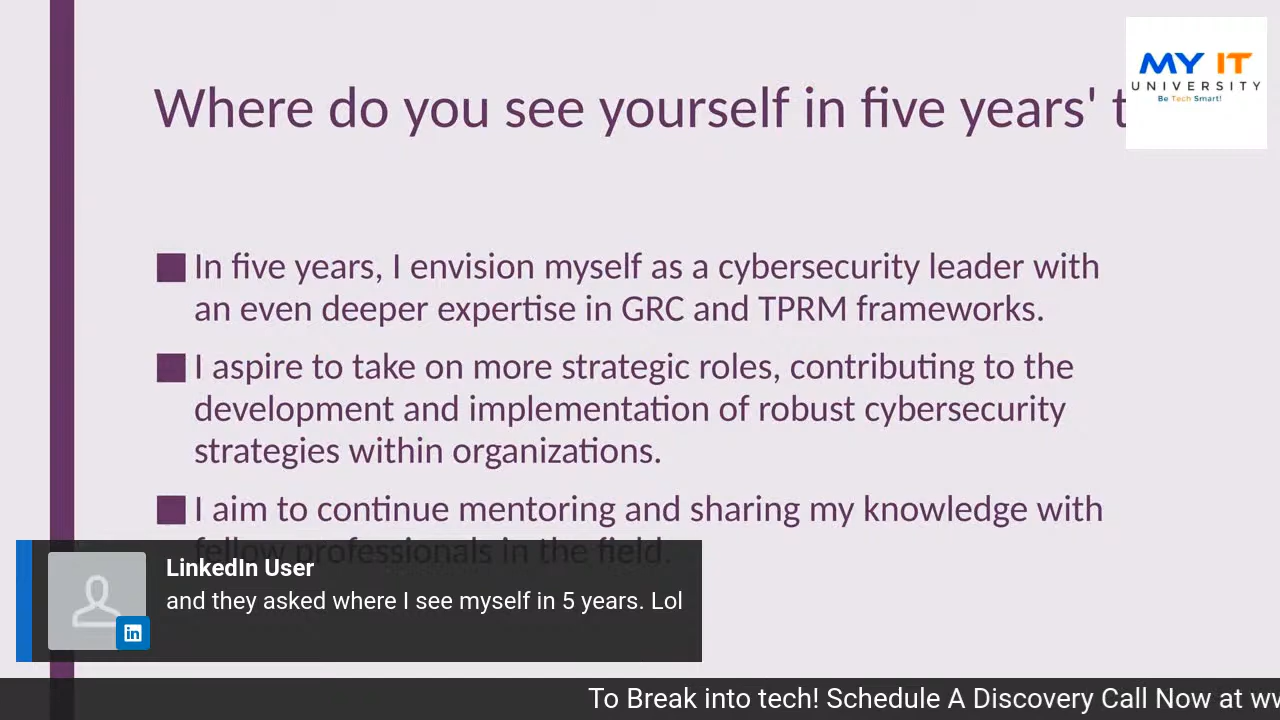 MY IT
UNIVERSITY
Be Tech Smart!
Where do you see yourself in five years' t
In five years, I envision myself as a cybersecurity leader with
an even deeper expertise in GRC and TPRM frameworks.
I aspire to take on more strategic roles, contributing to the
development and implementation of robust cybersecurity
strategies within organizations.
I aim to continue mentoring and sharing my knowledge with
fellow professionals in the field.
LinkedIn User
and they asked where I see myself in 5 years. Lol
in
To Break into tech! Schedule A Discovery Call Now at ww